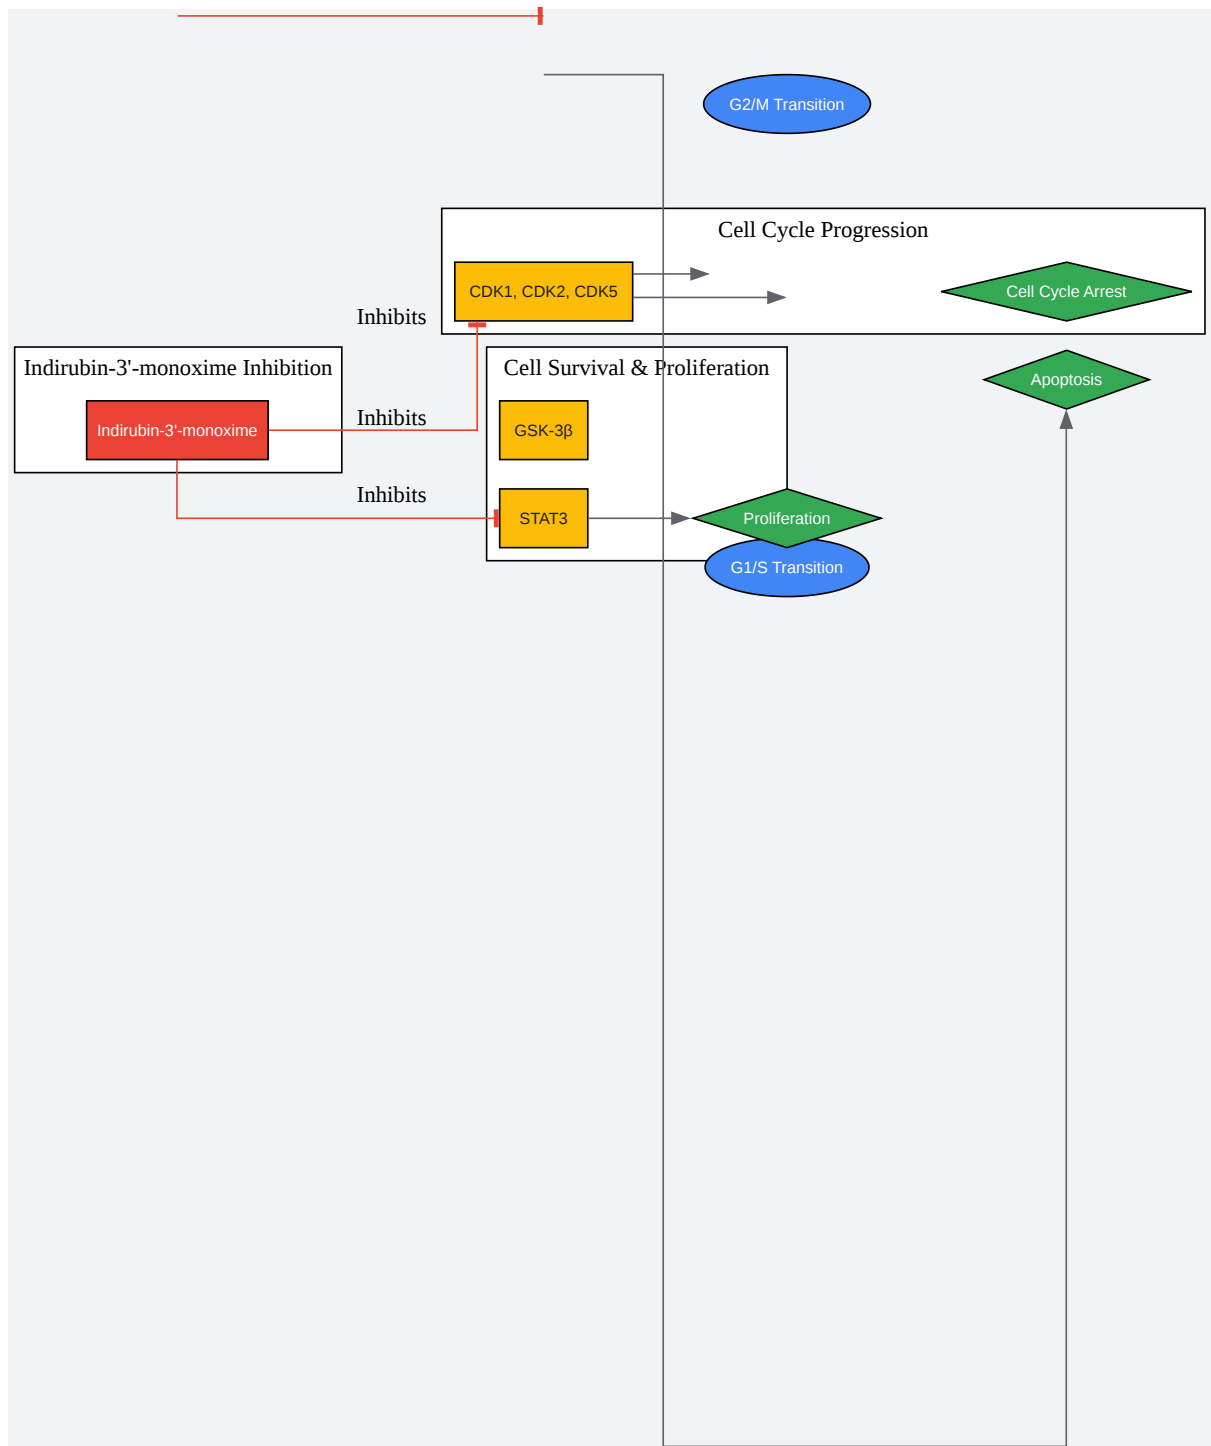 G2/M Transition
Cell Cycle Progression
CDK1, CDK2, CDK5
Cell Cycle Arrest
Inhibits
Indirubin-3'-monoxime Inhibition
Cell Survival & Proliferation
Apoptosis
Inhibits
Indirubin-3'-monoxime
GSK-3β
Inhibits
STAT3
Proliferation
G1/S Transition